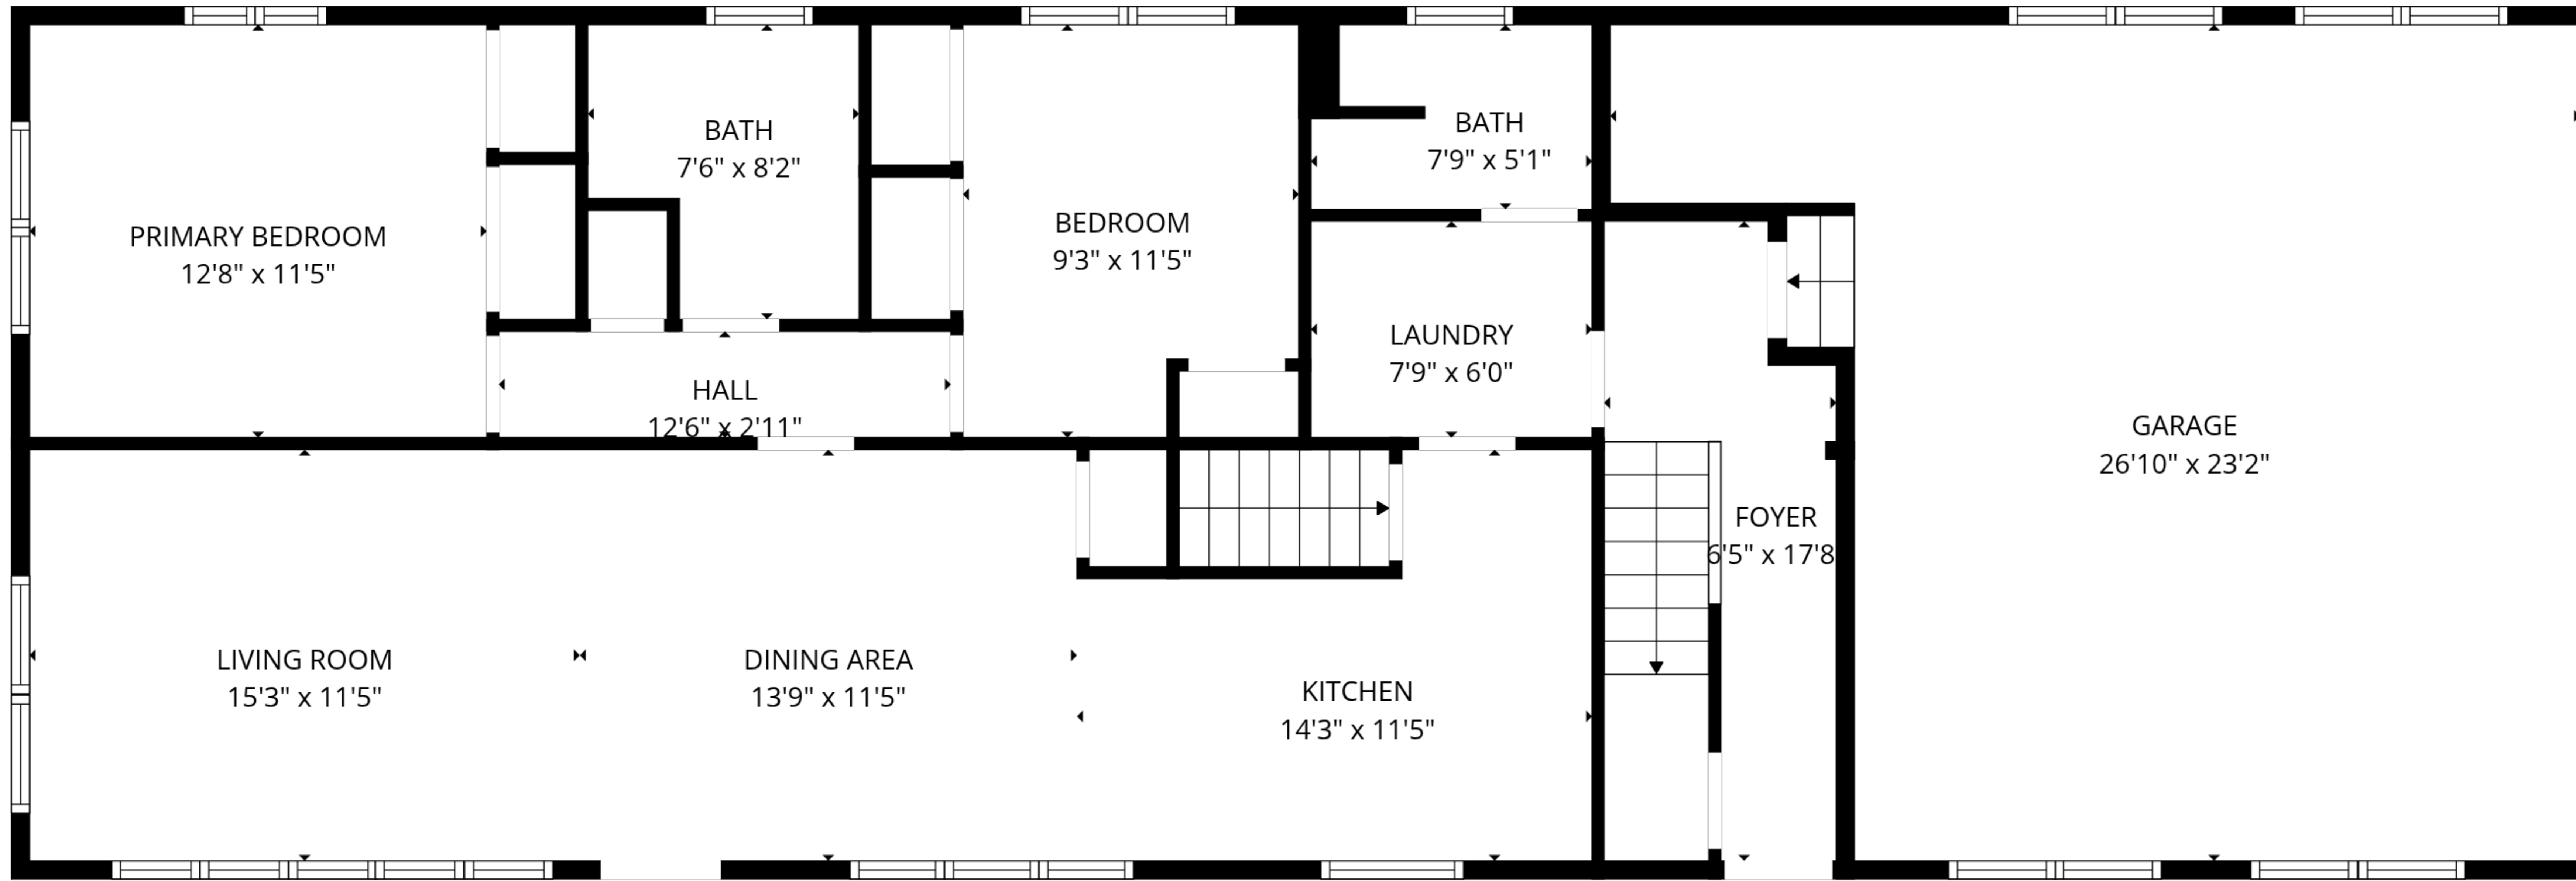 PRIMARY BEDROOM
12'8" x 11'5"
BATH
7'6" x 8'2"
HALL
12'6" x 2'11"
BEDROOM
9'3" x 11'5"
BATH
7'9" x 5'1"
LAUNDRY
7'9" x 6'0"
FOYER
6'5" x 17'8
GARAGE
26'10" x 23'2"
LIVING ROOM
15'3" x 11'5"
DINING AREA
13'9" x 11'5"
KITCHEN
14'3" x 11'5"